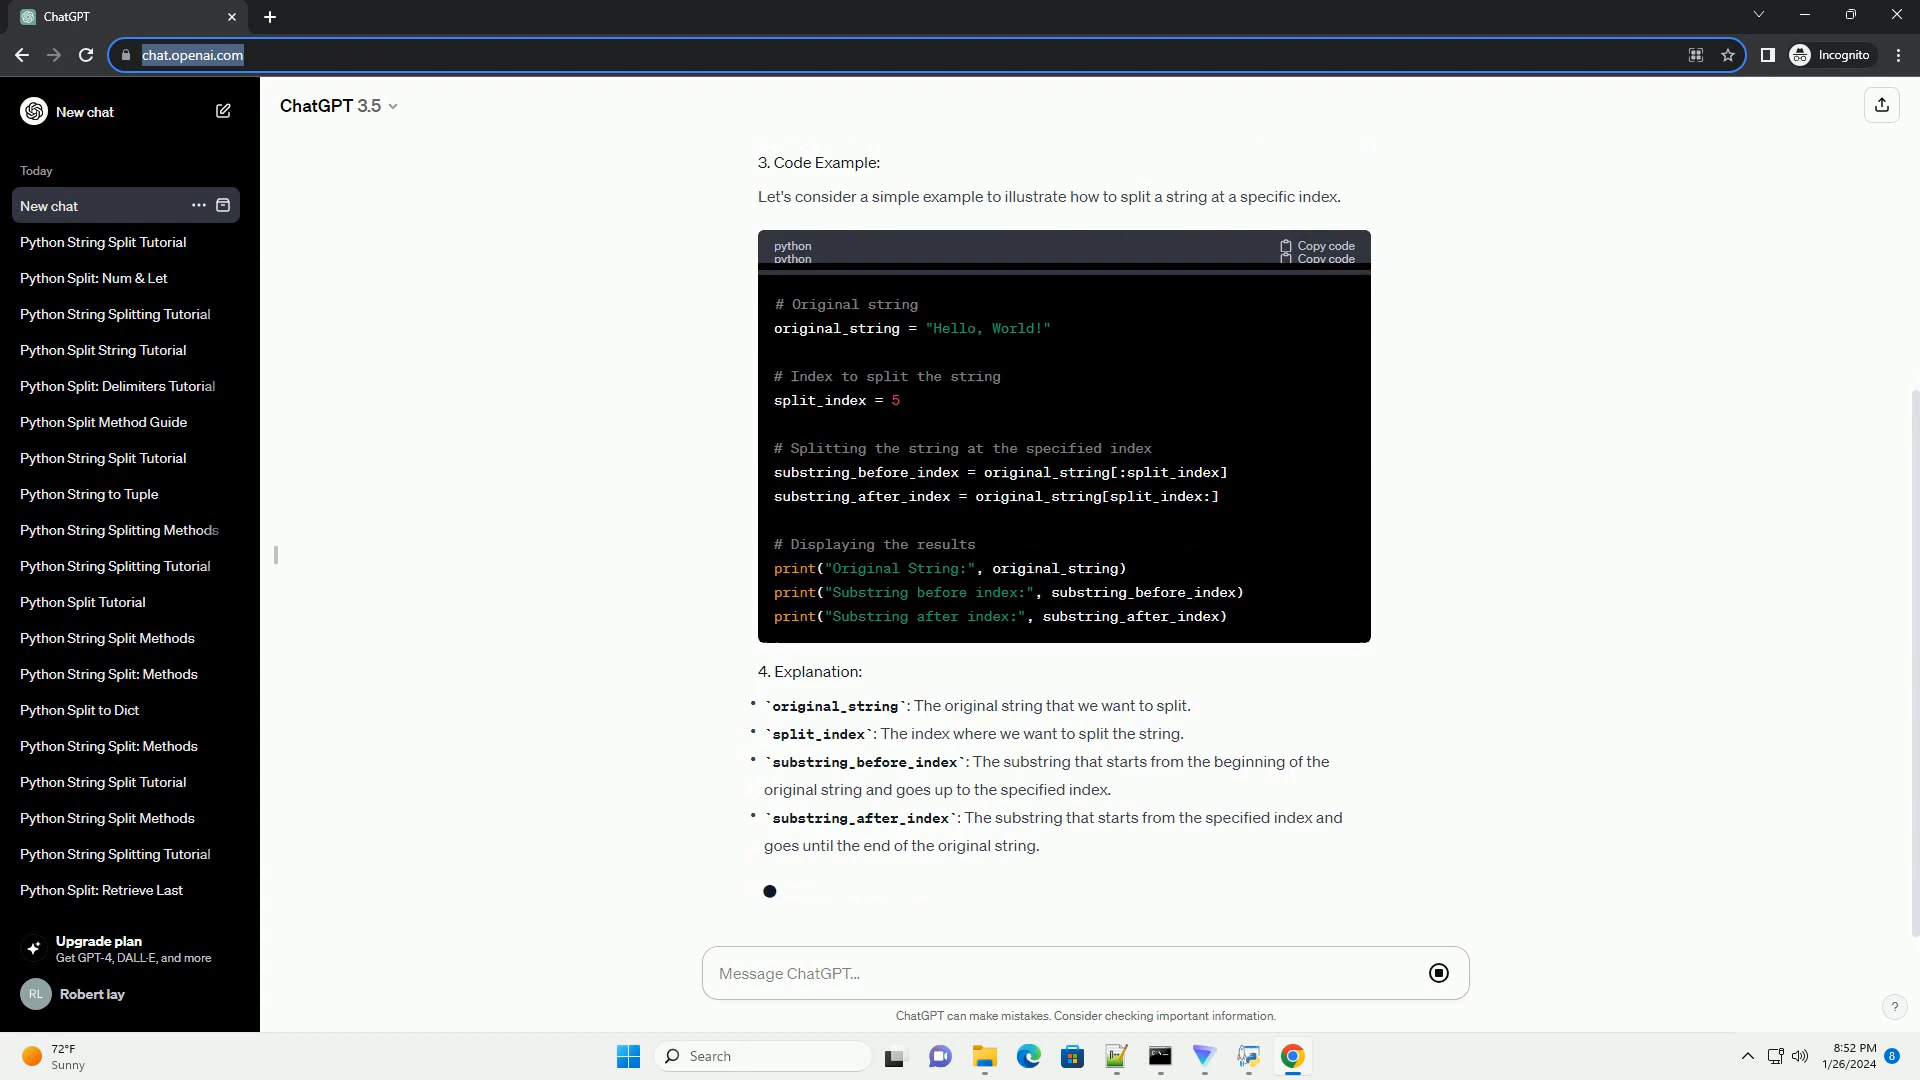 ChatGPT
chat.openai.com
Incognito
New chat
Today
New chat
Python String Split Tutorial
Python Split: Num & Let
Python String Splitting Tutorial
Python Split String Tutorial
Python Split: Delimiters Tutorial
Python Split Method Guide
Python String Split Tutorial
Python String to Tuple
Python String Splitting Methods
Python String Splitting Tutorial
Python Split Tutorial
Python String Split Methods
Python String Split: Methods
Python Split to Dict
Python String Split: Methods
Python String Split Tutorial
Python String Split Methods
Python String Splitting Tutorial
Python Split: Retrieve Last
Upgrade plan
Get GPT-4, DALL·E, and more
RL Robert lay
ChatGPT 3.5
3. Code Example:
Let's consider a simple example to illustrate how to split a string at a specific index.
python Copy code
python Copy code
# Original string
original_string = "Hello, World!"
# Index to split the string
split_index = 5
# Splitting the string at the specified index
substring_before_index = original_string[:split_index]
substring_after_index = original_string[split_index:]
# Displaying the results
print("Original String:", original_string)
print("Substring before index:", substring_before_index)
print("Substring after index:", substring_after_index)
4. Explanation:
• `original_string`: The original string that we want to split.
• `split_index`: The index where we want to split the string.
• `substring_before_index`: The substring that starts from the beginning of the
original string and goes up to the specified index.
• `substring_after_index`: The substring that starts from the specified index and
goes until the end of the original string.
Message ChatGPT...
ChatGPT can make mistakes. Consider checking important information.
?
72°F
Sunny
Search
8:52 PM
1/26/2024
8